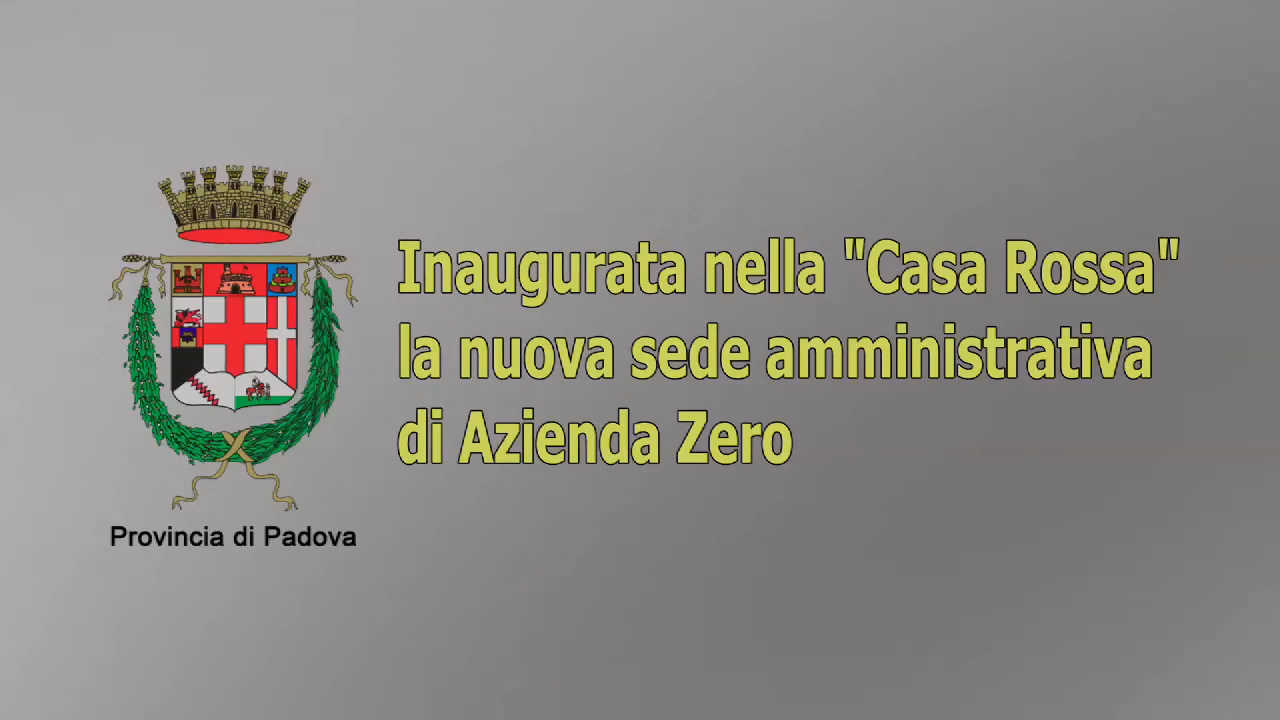 Inaugurata nella "Casa Rossa"
la nuova sede amministrativa
di Azienda Zero
Provincia di Padova